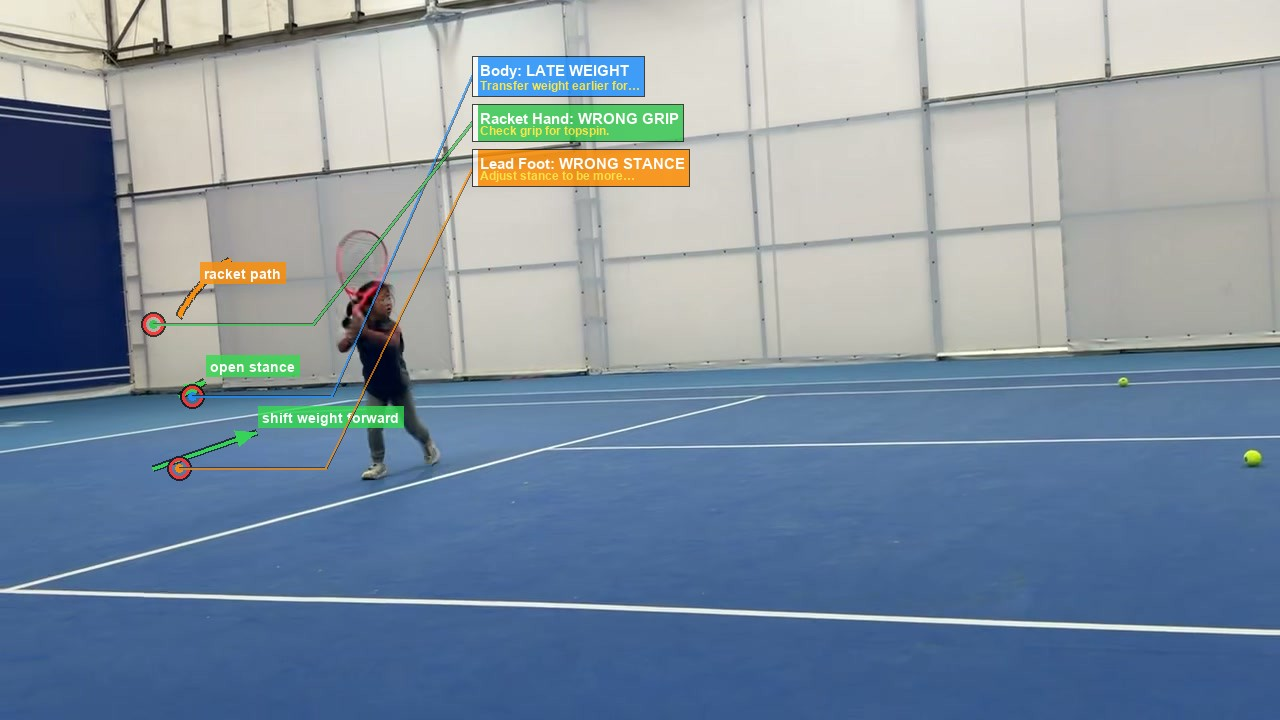 Body: LATE WEIGHT
Transfer weight earlier for...
Racket Hand: WRONG GRIP
Check grip for topspin.
Lead Foot: WRONG STANCE
Adjust stance to be more...
racket path
open stance
shift weight forward